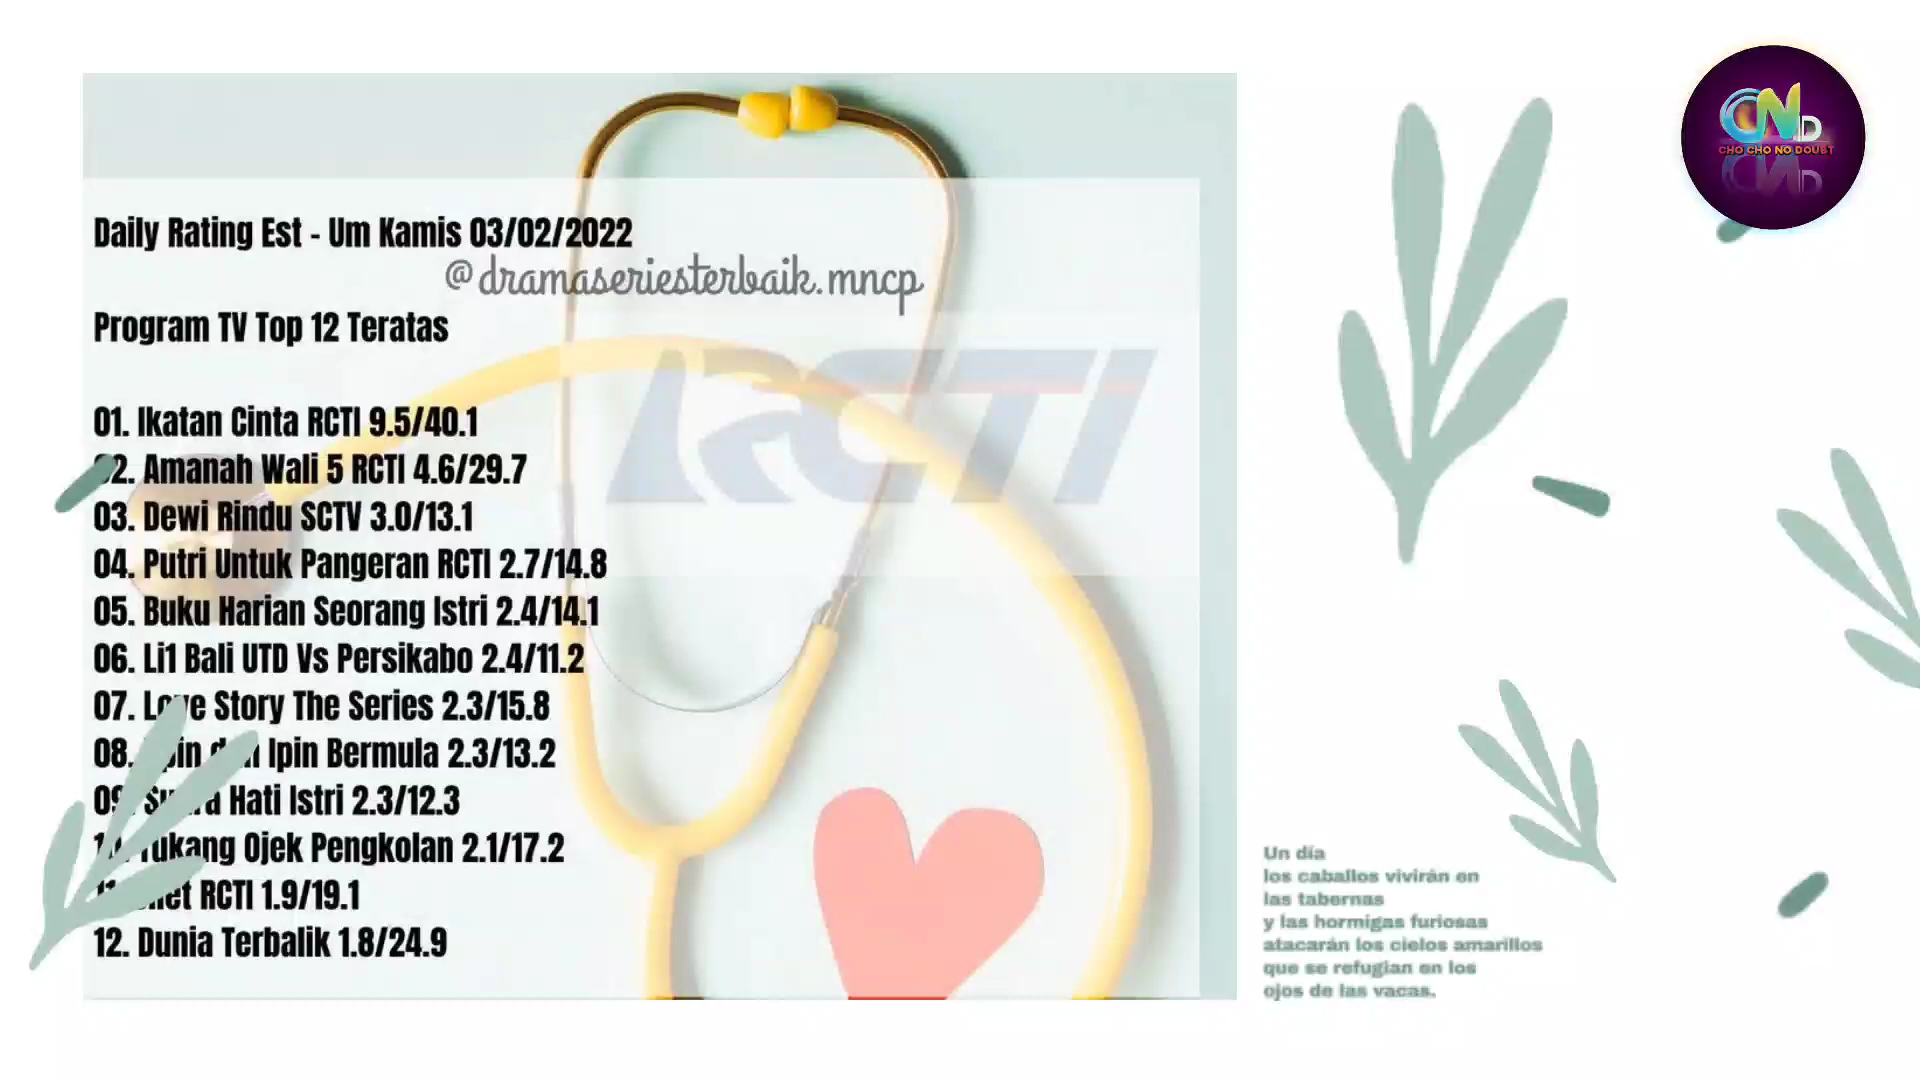 Daily Rating Est - Um Kamis 03/02/2022
@dramaseriesterbaik.mncp
Program TV Top 12 Teratas
RCTI
01. Ikatan Cinta RCTI 9.5/40.1
02. Amanah Wali 5 RCTI 4.6/29.7
03. Dewi Rindu SCTV 3.0/13.1
04. Putri Untuk Pangeran RCTI 2.7/14.8
05. Buku Harian Seorang Istri 2.4/14.1
06. Li1 Bali UTD Vs Persikabo 2.4/11.2
07. Love Story The Series 2.3/15.8
08. Ipin Bermula 2.3/13.2
09. Hati Istri 2.3/12.3
Tukang Ojek Pengkolan 2.1/17.2
RCTI 1.9/19.1
12. Dunia Terbalik 1.8/24.9
CND
CHO CHO NO DOUBT
Un día
los caballos vivirán en
las tabernas
y las hormigas furiosas
atacarán los cielos amarillos
que se refugian en los
ojos de las vacas.